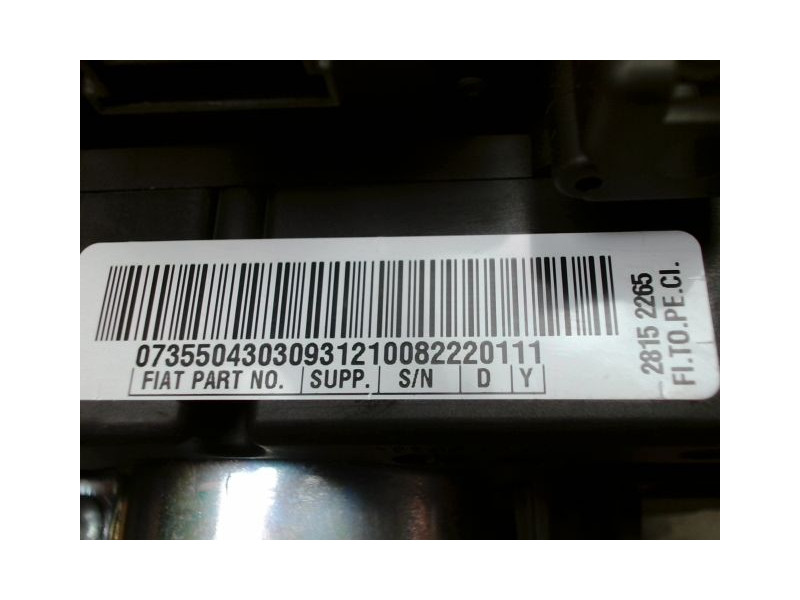 07355043030931210082220111
FIAT PART NO. SUPP. S/N D Y
2815 2265
FI.TO.PE.CI.